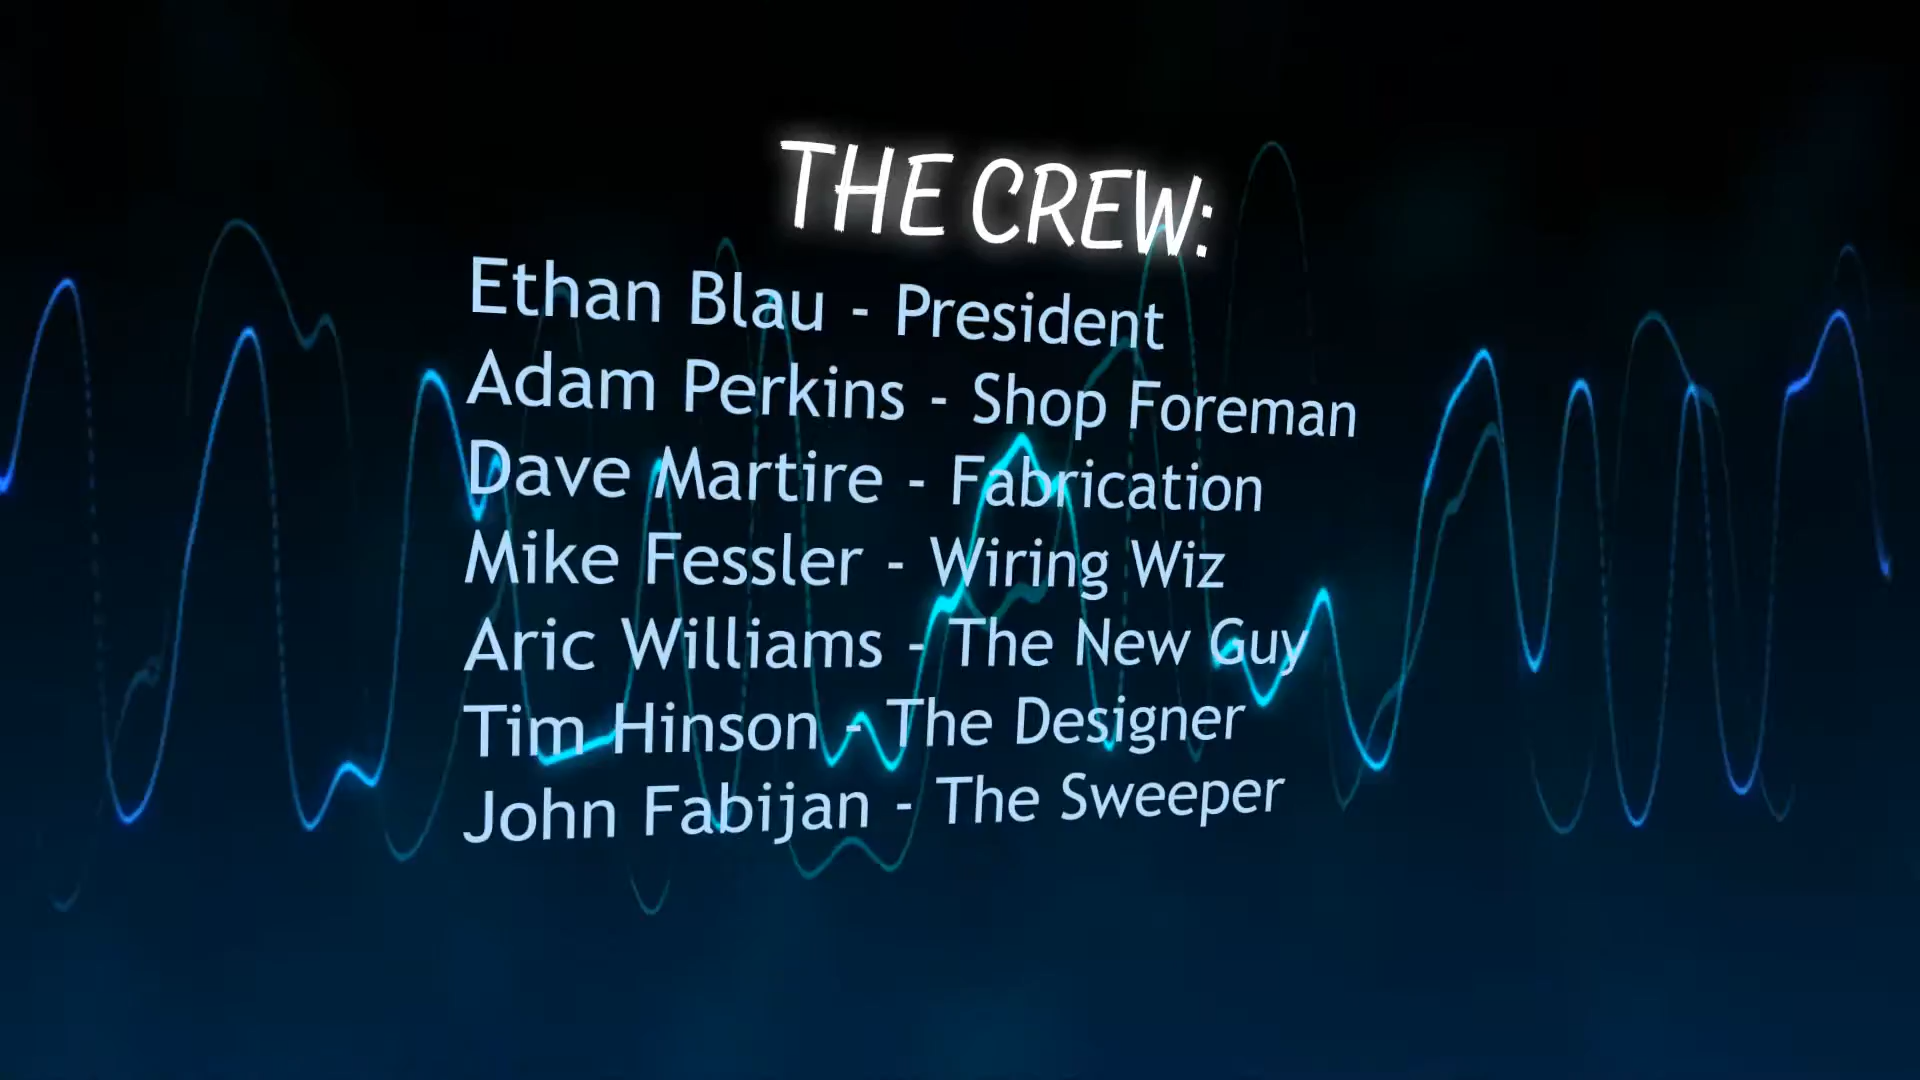 THE CREW:
Ethan Blau - President
Adam Perkins - Shop Foreman
Dave Martire - Fabrication
Mike Fessler - Wiring Wiz
Aric Williams - The New Guy
Tim Hinson - The Designer
John Fabijan - The Sweeper